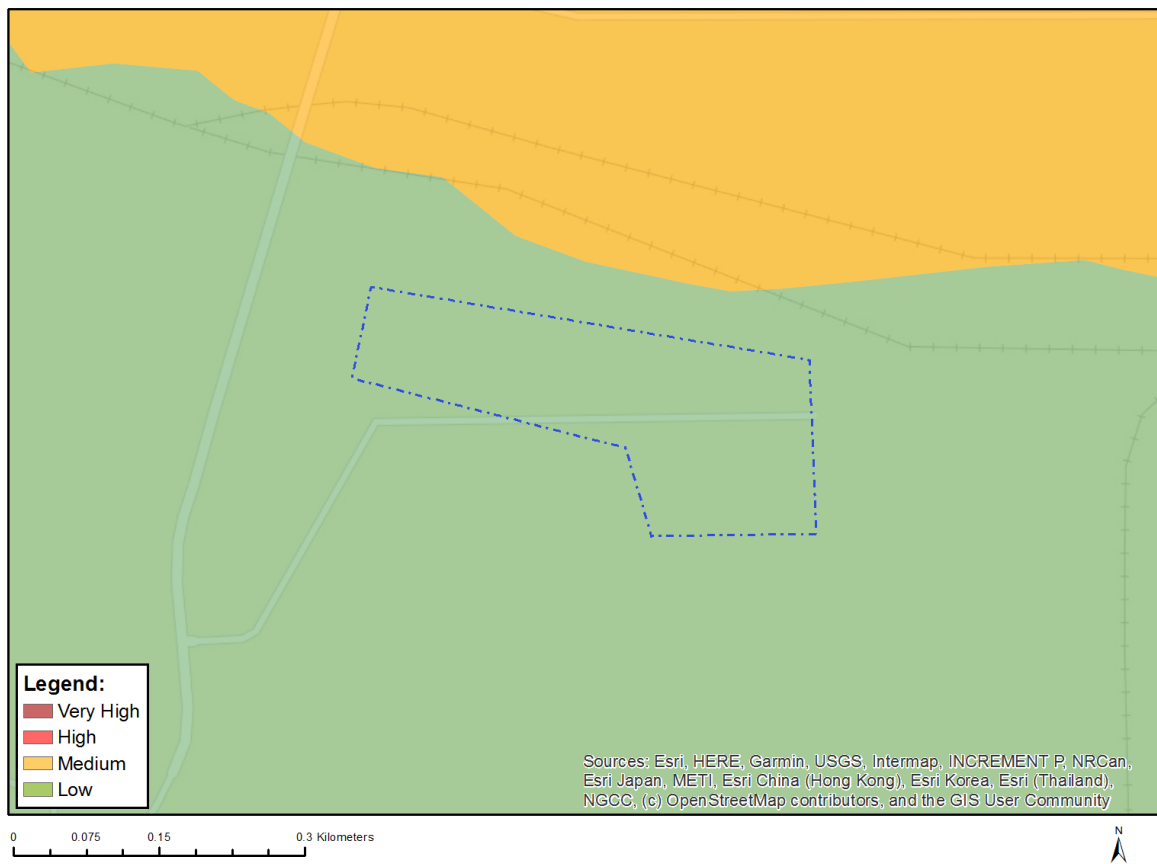 Legend:
Very High
High
Medium
Low
Sources: Esri, HERE, Garmin, USGS, Intermap, INCREMENT P, NRCan,
Esri Japan, METI, Esri China (Hong Kong), Esri Korea, Esri (Thailand),
NGCC, (c) OpenStreetMap contributors, and the GIS User Community
0 0.075 0.15 0.3 Kilometers
N